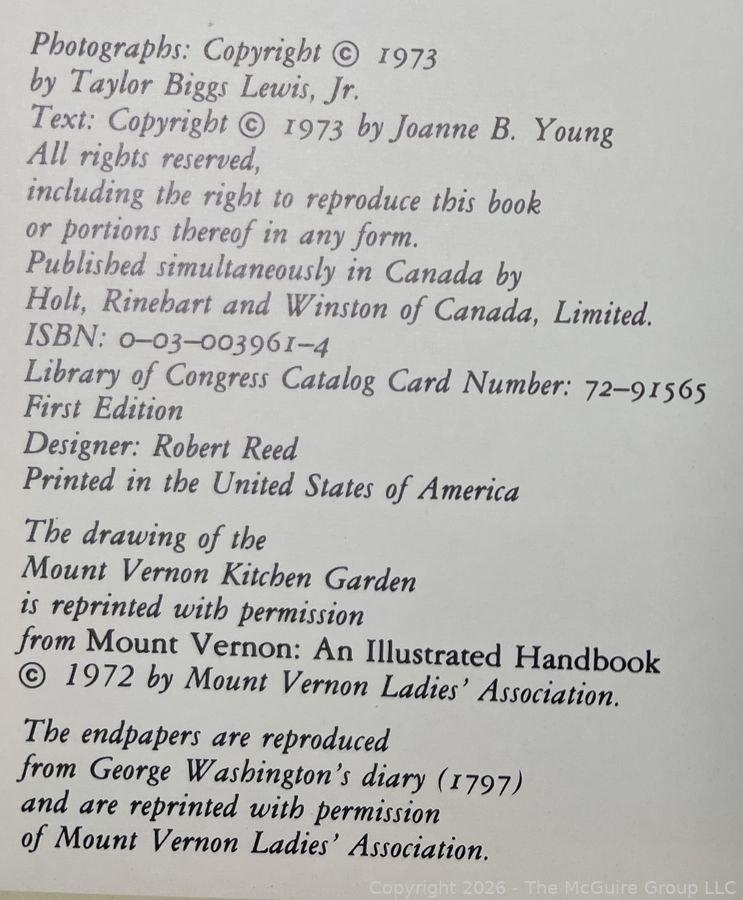 Photographs: Copyright © 1973
by Taylor Biggs Lewis, Jr.
Text: Copyright © 1973 by Joanne B. Young
All rights reserved,
including the right to reproduce this book
or portions thereof in any form.
Published simultaneously in Canada by
Holt, Rinehart and Winston of Canada, Limited.
ISBN: 0–03–003961–4
Library of Congress Catalog Card Number: 72–91565
First Edition
Designer: Robert Reed
Printed in the United States of America
The drawing of the
Mount Vernon Kitchen Garden
is reprinted with permission
from Mount Vernon: An Illustrated Handbook
© 1972 by Mount Vernon Ladies' Association.
The endpapers are reproduced
from George Washington's diary (1797)
and are reprinted with permission
of Mount Vernon Ladies' Association.
Copyright 2026 - The McGuire Group LLC